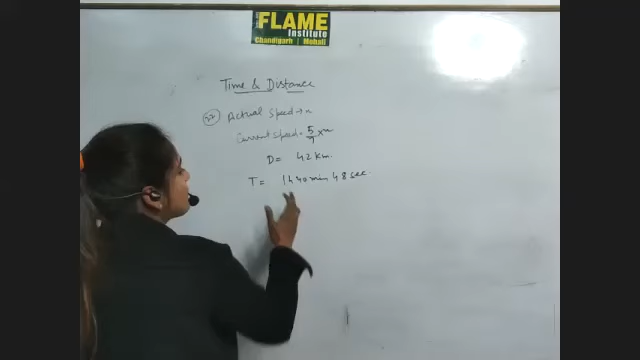 FLAME
Institute
Chandigarh | Mohali
Time & Distance
Actual Speed → x
Current Speed = 5/7 × x
D = 42 km.
T = 1 h 40 min 48 sec.